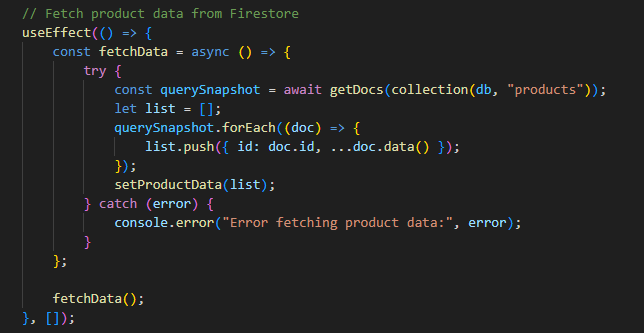 // Fetch product data from Firestore
useEffect(() => {
    const fetchData = async () => {
        try {
            const querySnapshot = await getDocs(collection(db, "products"));
            let list = [];
            querySnapshot.forEach((doc) => {
                list.push({ id: doc.id, ...doc.data() });
            });
            setProductData(list);
        } catch (error) {
            console.error("Error fetching product data:", error);
        }
    };

    fetchData();
}, []);